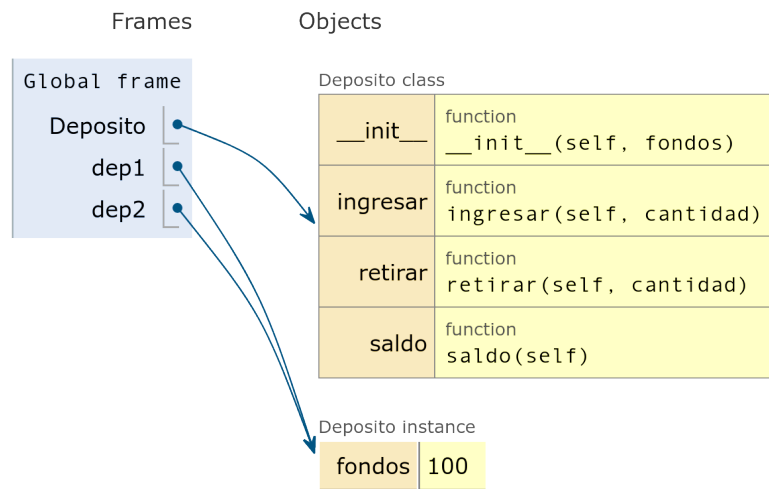 Frames Objects
Global frame
Deposito
dep1
dep2
Deposito class
__init__ function
__init__(self, fondos)
ingresar function
ingresar(self, cantidad)
retirar function
retirar(self, cantidad)
saldo function
saldo(self)
Deposito instance
fondos 100